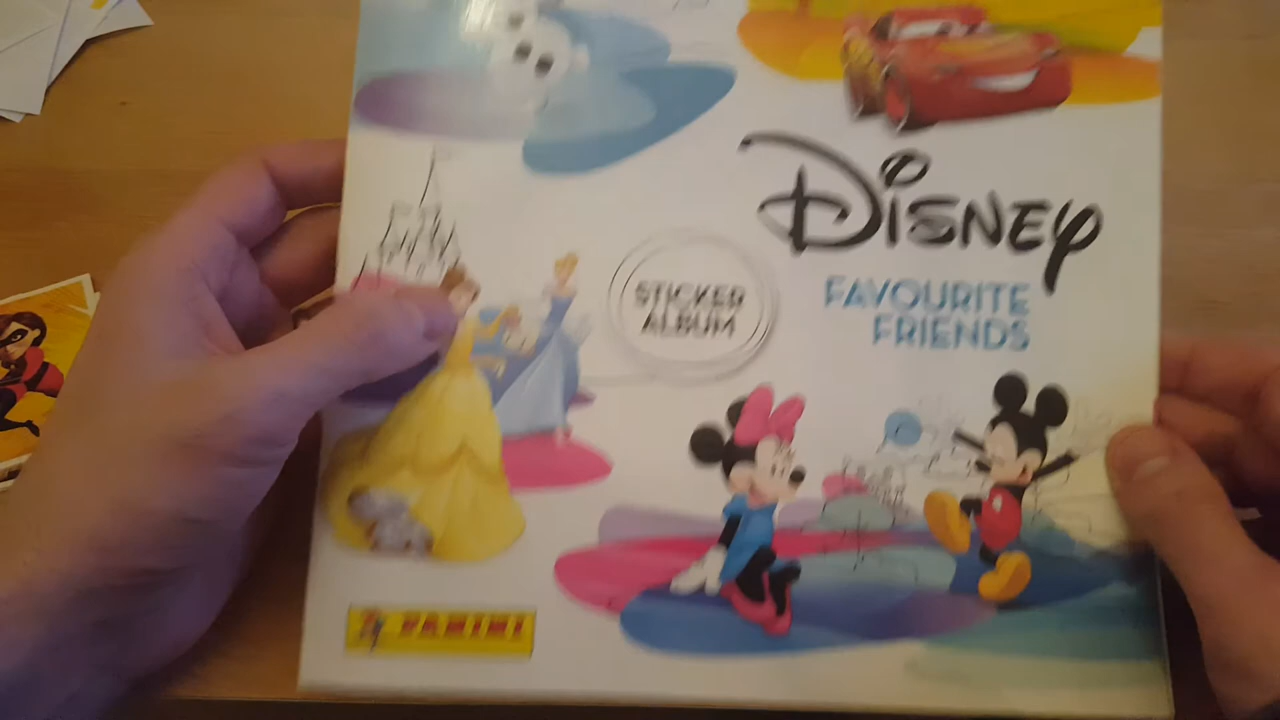 DISNEY
STICKER
ALBUM
FAVOURITE
FRIENDS
PANINI